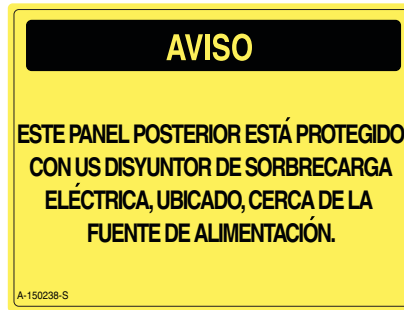 AVISO
ESTE PANEL POSTERIOR ESTÁ PROTEGIDO
CON US DISYUNTOR DE SORBRECARGA
ELÉCTRICA, UBICADO, CERCA DE LA
FUENTE DE ALIMENTACIÓN.
A-150238-S